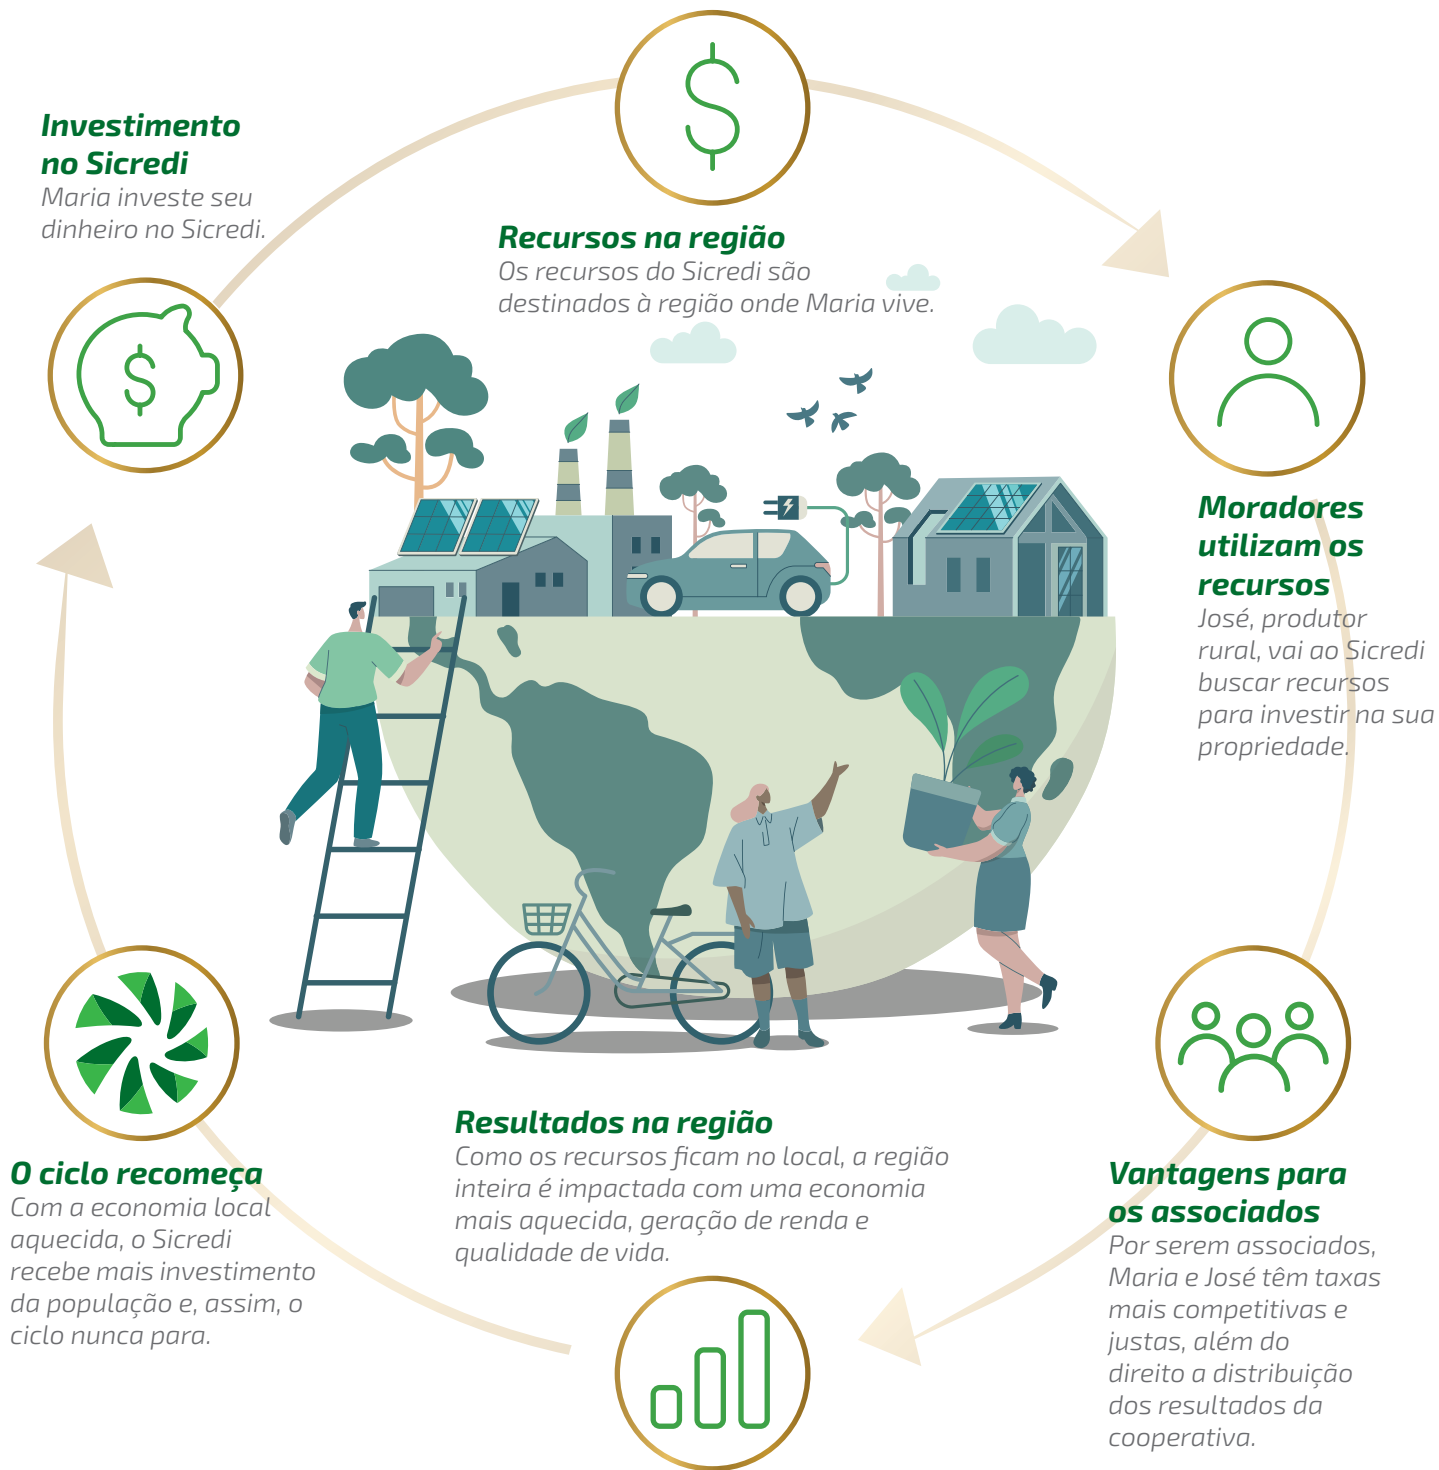 Investimento
no Sicredi
Maria investe seu
dinheiro no Sicredi.
Recursos na região
Os recursos do Sicredi são
destinados à região onde Maria vive.
Moradores
utilizam os
recursos
José, produtor
rural, vai ao Sicredi
buscar recursos
para investir na sua
propriedade.
Vantagens para
os associados
Por serem associados,
Maria e José têm taxas
mais competitivas e
justas, além do
direito a distribuição
dos resultados da
cooperativa.
Resultados na região
Como os recursos ficam no local, a região
inteira é impactada com uma economia
mais aquecida, geração de renda e
qualidade de vida.
O ciclo recomeça
Com a economia local
aquecida, o Sicredi
recebe mais investimento
da população e, assim, o
ciclo nunca para.